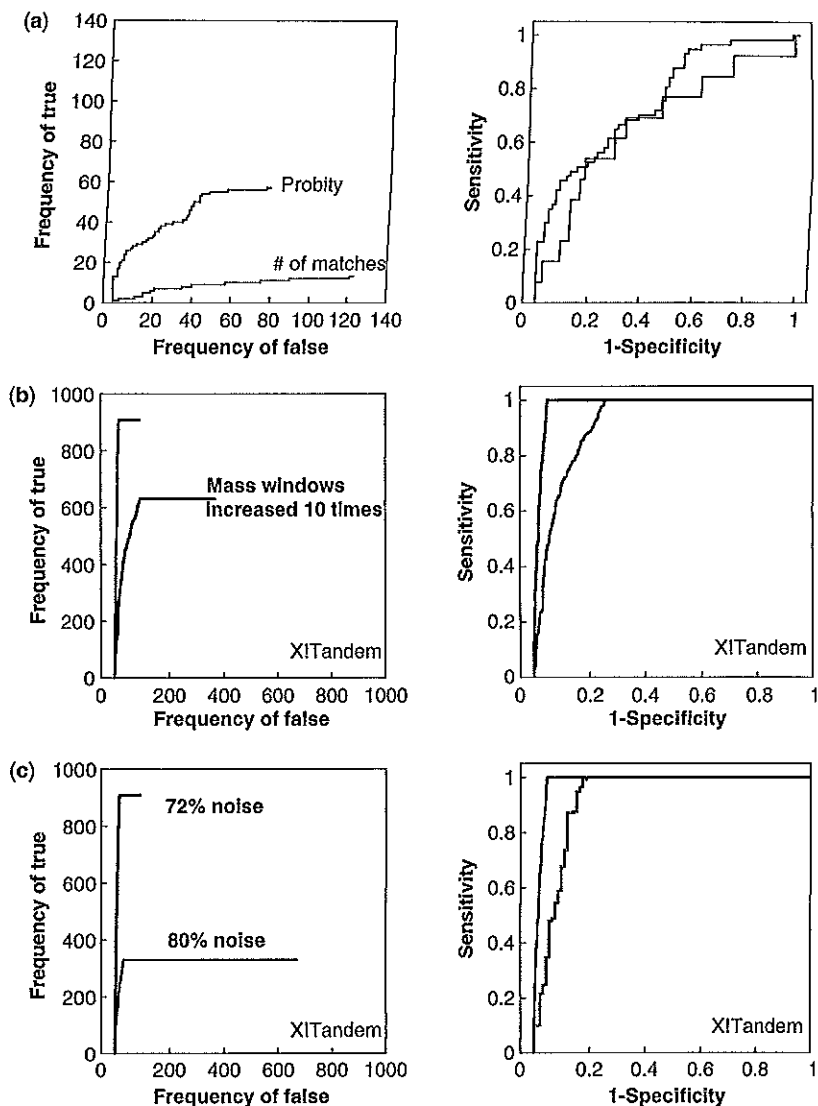 (a)
Frequency of true
140
120
100
80
60
40
20
0
Probity
# of matches
0 20 40 60 80 100 120 140
Frequency of false
Sensitivity
1
0.8
0.6
0.4
0.2
0
0 0.2 0.4 0.6 0.8 1
1-Specificity
(b)
Frequency of true
1000
800
600
400
200
0
Mass windows
increased 10 times
X!Tandem
0 200 400 600 800 1000
Frequency of false
Sensitivity
1
0.8
0.6
0.4
0.2
0
X!Tandem
0 0.2 0.4 0.6 0.8 1
1-Specificity
(c)
Frequency of true
1000
800
600
400
200
0
72% noise
80% noise
X!Tandem
0 200 400 600 800 1000
Frequency of false
Sensitivity
1
0.8
0.6
0.4
0.2
0
X!Tandem
0 0.2 0.4 0.6 0.8 1
1-Specificity